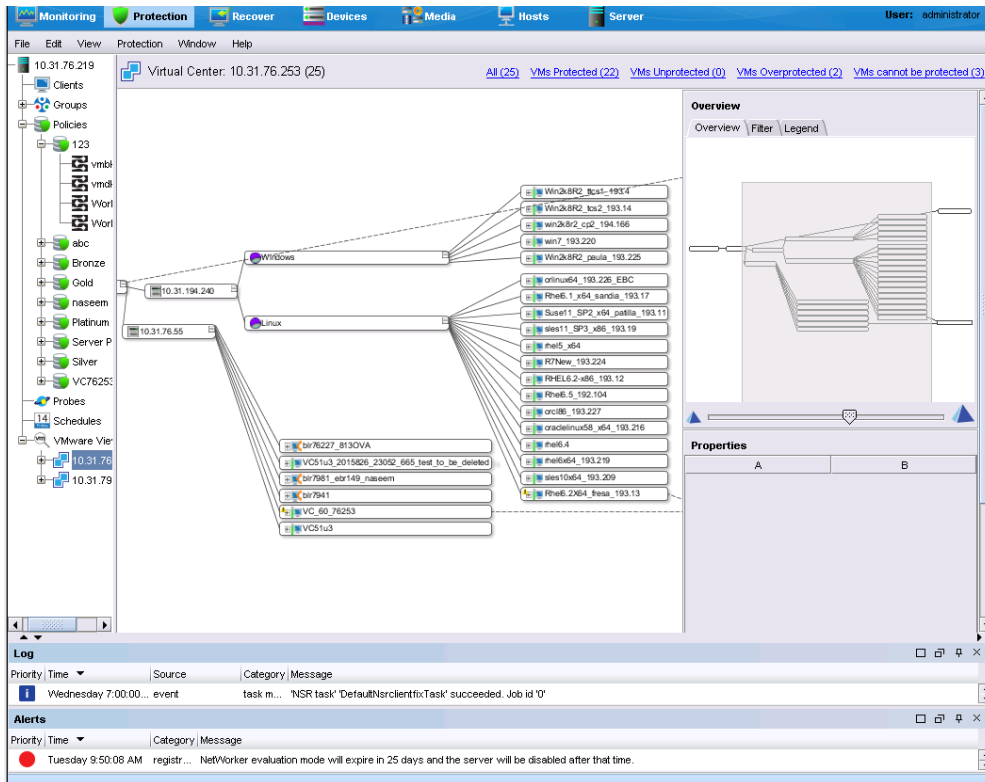 Monitoring Protection Recover Devices Media Hosts Server User: administrator
File Edit View Protection Window Help
10.31.76.219
Clients
Groups
Policies
123
vmbl
vmdl
Worl
Worl
abc
Bronze
Gold
naseem
Platinum
Server P
Silver
VC7625
Probes
14 Schedules
VMware Vie
10.31.76
10.31.79
Virtual Center: 10.31.76.253 (25)
All (25) VMs Protected (22) VMs Unprotected (0) VMs Overprotected (2) VMs cannot be protected (3)
10.31.194.240
10.31.76.55
Windows
Linux
Win2k8R2_ttcs1_193.4
Win2k8R2_tcs2_193.14
win2k8r2_cp2_194.166
win7_193.220
Win2k8R2_paula_193.225
orlinux64_193.226_EBC
Rhel6.1_x64_sandia_193.17
Suse11_SP2_x64_patilla_193.11
sles11_SP3_x86_193.19
rhel5_x64
R7New_193.224
RHEL6.2-x86_193.12
Rhel6.5_192.104
orcl86_193.227
oraclelinux58_x64_193.216
rhel6.4
rhel6x64_193.219
sles10x64_193.209
Rhel6.2X64_fresa_193.13
blr76227_813OVA
VC51u3_2015826_23052_665_test_to_be_deleted
blr7981_ebr149_naseem
blr7941
VC_60_76253
VC51u3
Overview
Overview Filter Legend
Properties
A B
Log
Priority Time Source Category Message
Wednesday 7:00:00... event task m... 'NSR task' 'DefaultNsrclientfixTask' succeeded. Job id '0'
Alerts
Priority Time Category Message
Tuesday 9:50:08 AM registr... NetWorker evaluation mode will expire in 25 days and the server will be disabled after that time.